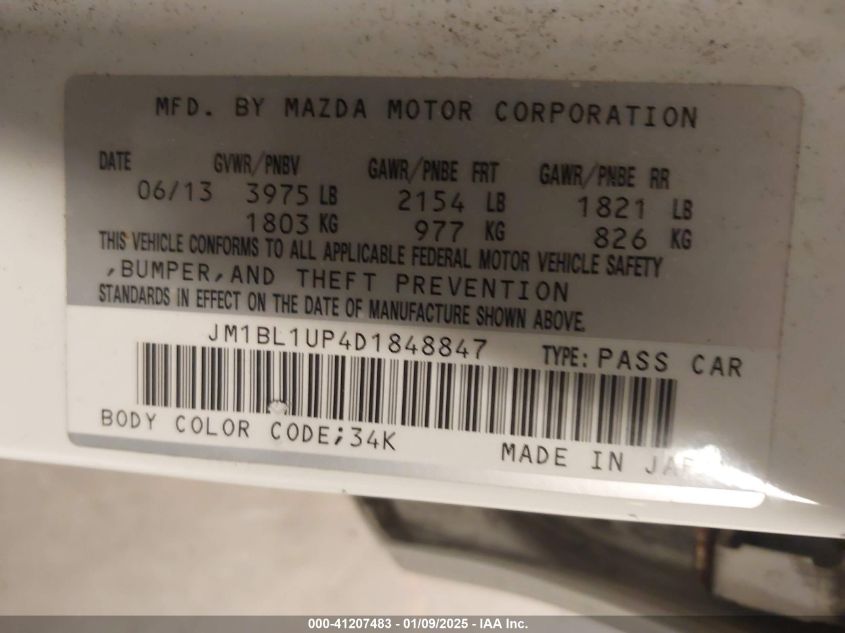 MFD. BY MAZDA MOTOR CORPORATION
DATE GVWR/PNBV GAWR/PNBE FRT GAWR/PNBE RR
06/13 3975 LB 2154 LB 1821 LB
1803 KG 977 KG 826 KG
THIS VEHICLE CONFORMS TO ALL APPLICABLE FEDERAL MOTOR VEHICLE SAFETY
,BUMPER,AND THEFT PREVENTION
STANDARDS IN EFFECT ON THE DATE OF MANUFACTURE SHOWN ABOVE.
JM1BL1UP4D1848847 TYPE: PASS CAR
BODY COLOR CODE;34K
MADE IN
000-41207483 - 01/09/2025 - IAA Inc.